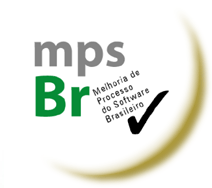 mps
Br
Melhoria de
Processo
do Software
Brasileiro